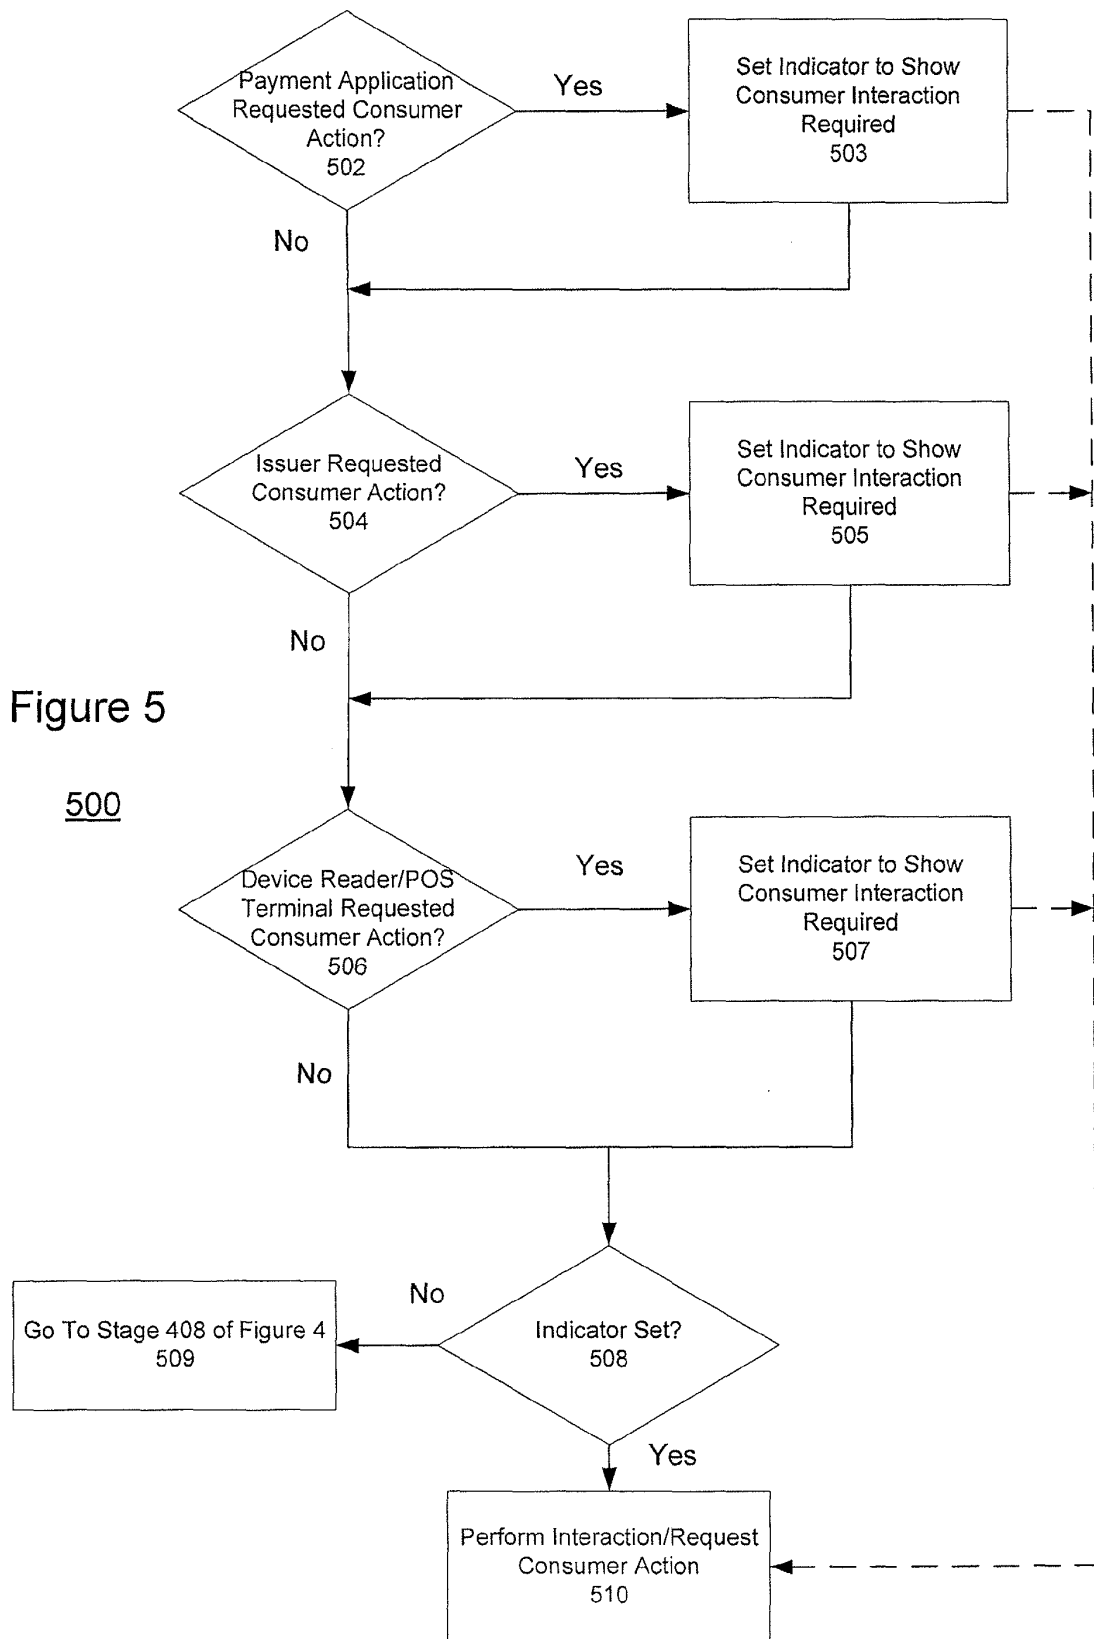 Payment Application
Requested Consumer
Action?
502
Yes
Set Indicator to Show
Consumer Interaction
Required
503
No
Issuer Requested
Consumer Action?
504
Yes
Set Indicator to Show
Consumer Interaction
Required
505
No
Figure 5
500
Device Reader/POS
Terminal Requested
Consumer Action?
506
Yes
Set Indicator to Show
Consumer Interaction
Required
507
No
Indicator Set?
508
No
Go To Stage 408 of Figure 4
509
Yes
Perform Interaction/Request
Consumer Action
510